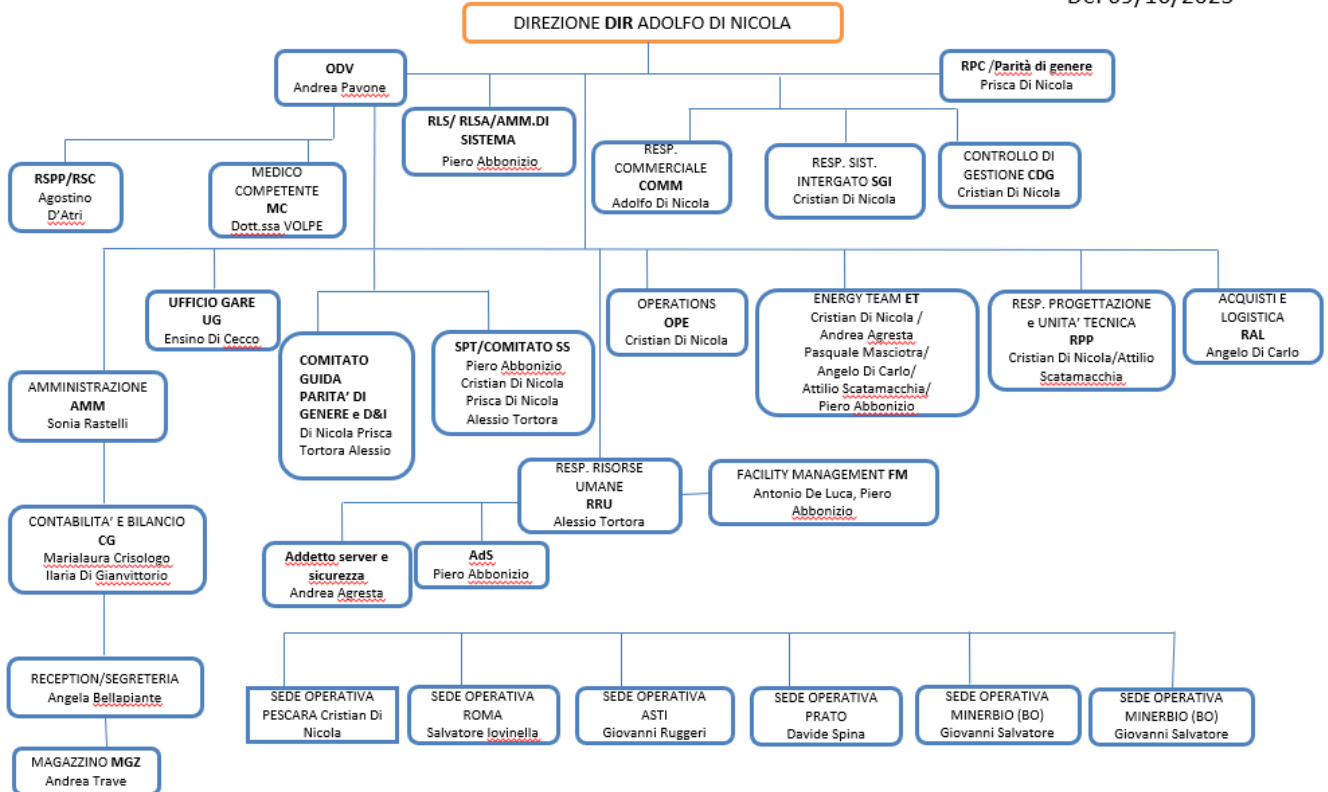 Del 09/10/2025
DIREZIONE DIR ADOLFO DI NICOLA
ODV
Andrea Pavone
RPC /Parità di genere
Prisca Di Nicola
RLS/ RLSA/AMM.DI
SISTEMA
Piero Abbonizio
RSPP/RSC
Agostino
D'Atri
MEDICO
COMPETENTE
MC
Dott.ssa VOLPE
RESP.
COMMERCIALE
COMM
Adolfo Di Nicola
RESP. SIST.
INTERGATO SGI
Cristian Di Nicola
CONTROLLO DI
GESTIONE CDG
Cristian Di Nicola
UFFICIO GARE
UG
Ensino Di Cecco
OPERATIONS
OPE
Cristian Di Nicola
ENERGY TEAM ET
Cristian Di Nicola /
Andrea Agresta
Pasquale Masciotra/
Angelo Di Carlo/
Attilio Scatamacchia/
Piero Abbonizio
RESP. PROGETTAZIONE
e UNITA' TECNICA
RPP
Cristian Di Nicola/Attilio
Scatamacchia
ACQUISTI E
LOGISTICA
RAL
Angelo Di Carlo
COMITATO
GUIDA
PARITA' DI
GENERE e D&I
Di Nicola Prisca
Tortora Alessio
SPT/COMITATO SS
Piero Abbonizio
Cristian Di Nicola
Prisca Di Nicola
Alessio Tortora
AMMINISTRAZIONE
AMM
Sonia Rastelli
RESP. RISORSE
UMANE
RRU
Alessio Tortora
FACILITY MANAGEMENT FM
Antonio De Luca, Piero
Abbonizio
CONTABILITA' E BILANCIO
CG
Marialaura Crisologo
Ilaria Di Gianvittorio
Addetto server e
sicurezza
Andrea Agresta
AdS
Piero Abbonizio
RECEPTION/SEGRETERIA
Angela Bellapiante
SEDE OPERATIVA
PESCARA Cristian Di
Nicola
SEDE OPERATIVA
ROMA
Salvatore Iovinella
SEDE OPERATIVA
ASTI
Giovanni Ruggeri
SEDE OPERATIVA
PRATO
Davide Spina
SEDE OPERATIVA
MINERBIO (BO)
Giovanni Salvatore
SEDE OPERATIVA
MINERBIO (BO)
Giovanni Salvatore
MAGAZZINO MGZ
Andrea Trave